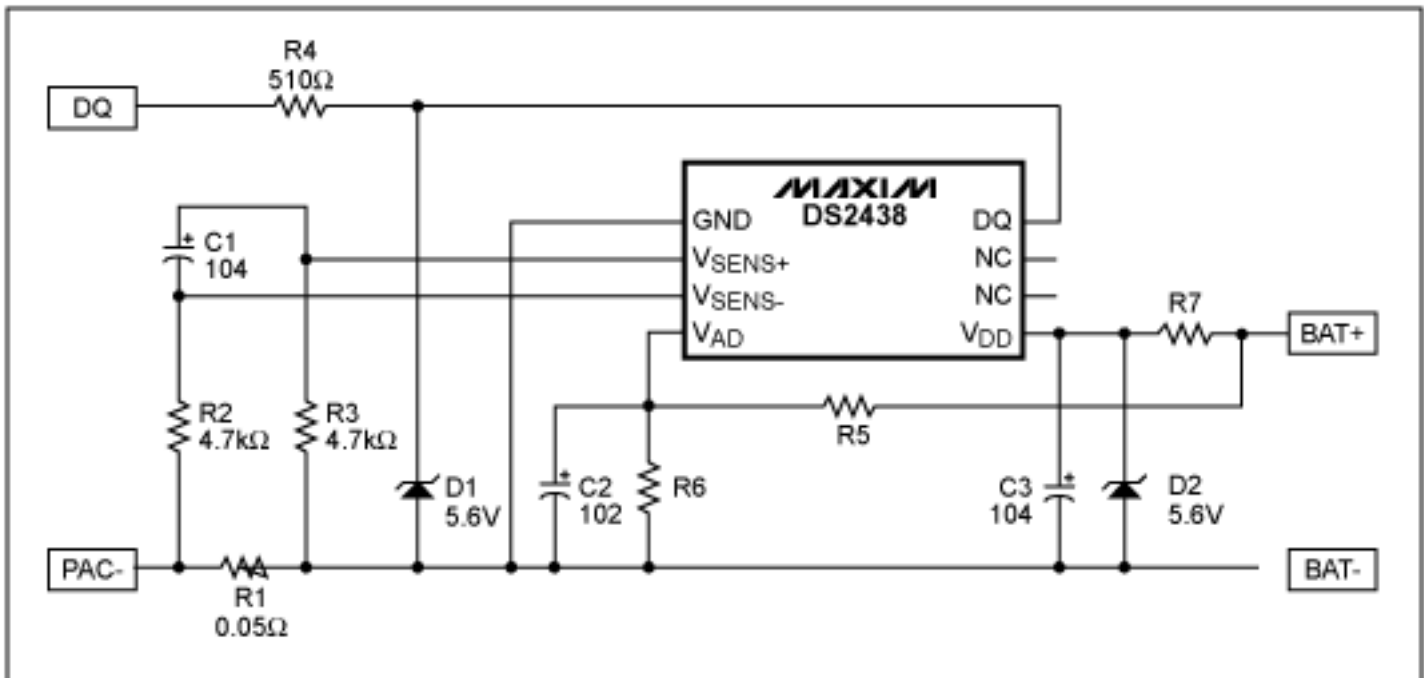 R4
510Ω
DQ
MAXIM
DS2438
GND
DQ
C1
104
+
VSENS+
NC
VSENS-
NC
VAD
VDD
R7
BAT+
R2
4.7kΩ
R3
4.7kΩ
R5
D1
5.6V
+
C2
102
R6
+
C3
104
D2
5.6V
PAC-
R1
0.05Ω
BAT-